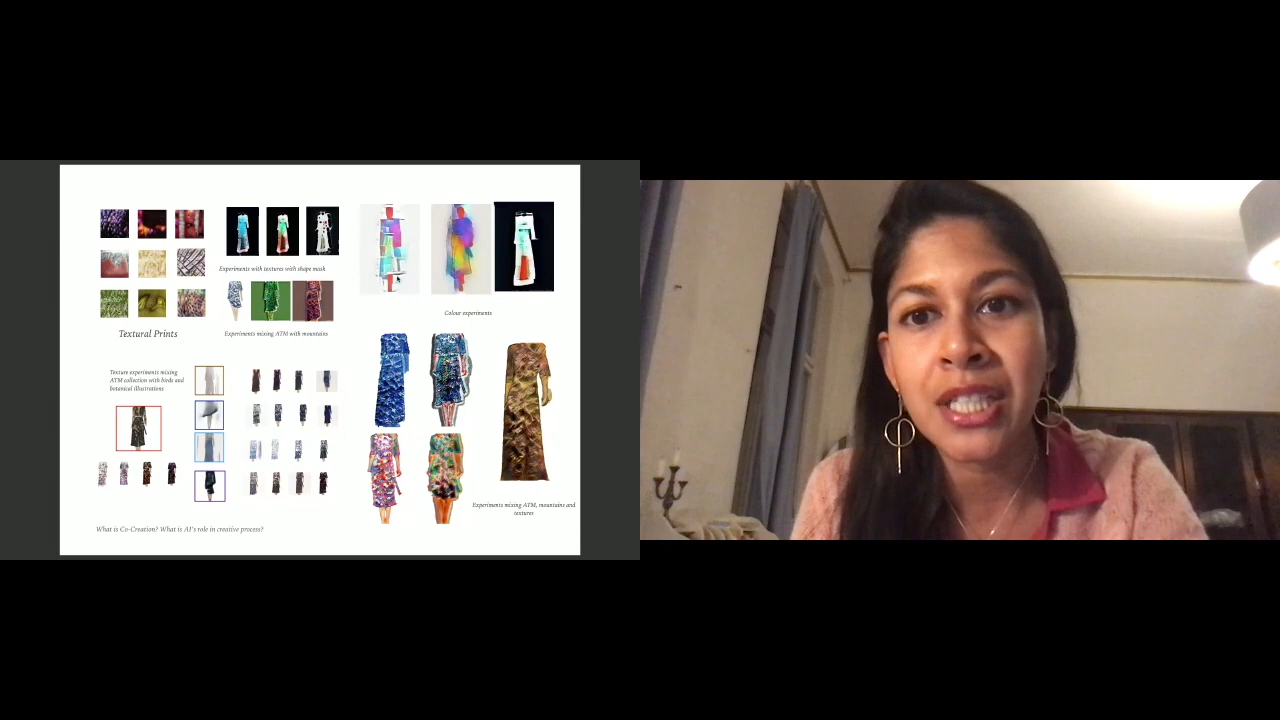 Experiments with textures with shape mask
Textural Prints
Experiments mixing ATM with mountains
Colour experiments
Texture experiments mixing
ATM collection with birds and
botanical illustrations
Experiments mixing ATM, mountains and
textures
What is Co-Creation? What is AI's role in creative process?